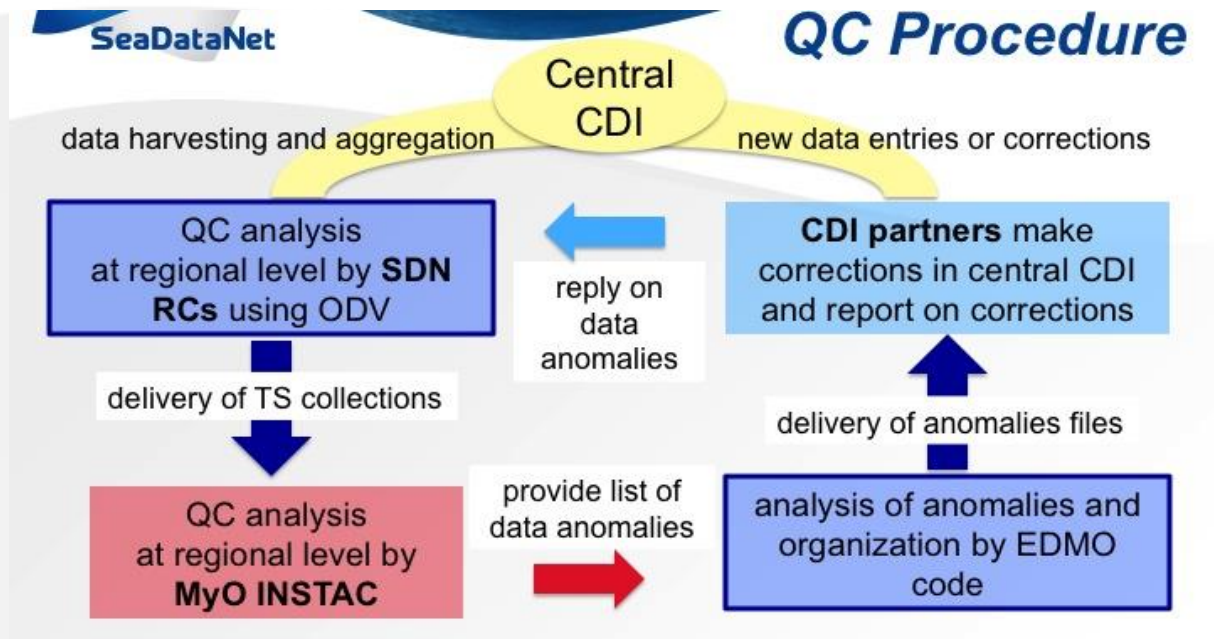 SeaDataNet
QC Procedure
Central
CDI
data harvesting and aggregation
new data entries or corrections
QC analysis
at regional level by SDN
RCs using ODV
reply on
data
anomalies
CDI partners make
corrections in central CDI
and report on corrections
delivery of TS collections
delivery of anomalies files
QC analysis
at regional level by
MyO INSTAC
provide list of
data anomalies
analysis of anomalies and
organization by EDMO
code